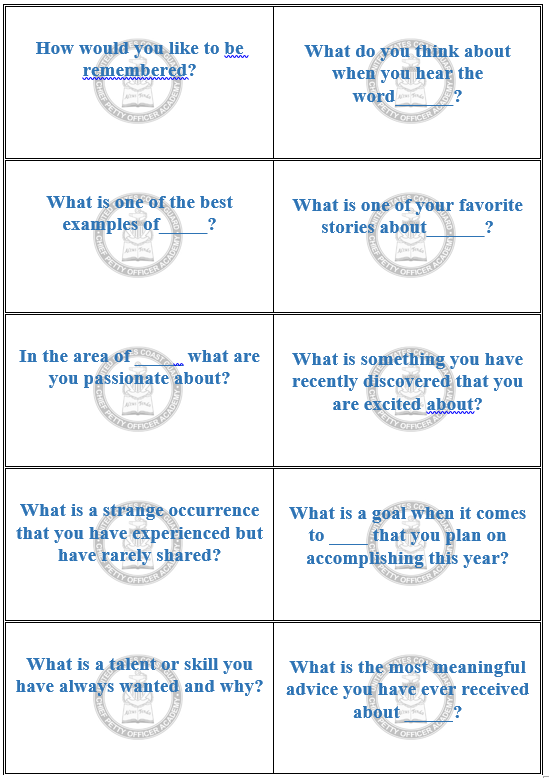 How would you like to be
remembered?
What do you think about
when you hear the
word______?
What is one of the best
examples of_____?
What is one of your favorite
stories about______?
In the area of _____ what are
you passionate about?
What is something you have
recently discovered that you
are excited about?
What is a strange occurrence
that you have experienced but
have rarely shared?
What is a goal when it comes
to ____ that you plan on
accomplishing this year?
What is a talent or skill you
have always wanted and why?
What is the most meaningful
advice you have ever received
about _____?